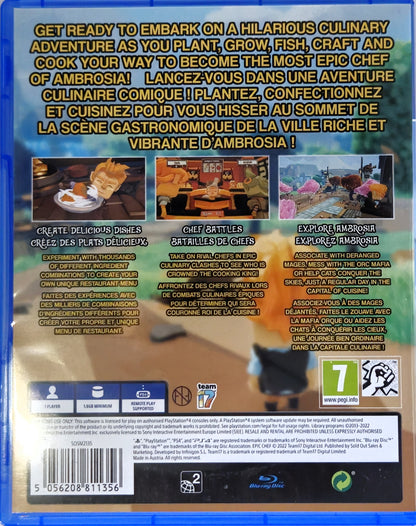 GET READY TO EMBARK ON A HILARIOUS CULINARY
ADVENTURE AS YOU PLANT, GROW, FISH, CRAFT AND
COOK YOUR WAY TO BECOME THE MOST EPIC CHEF
OF AMBROSIA! LANCEZ-VOUS DANS UNE AVENTURE
CULINAIRE COMIQUE ! PLANTEZ, CONFECTIONNEZ
ET CUISINEZ POUR VOUS HISSER AU SOMMET DE
LA SCÈNE GASTRONOMIQUE DE LA VILLE RICHE ET
VIBRANTE D'AMBROSIA !
CREATE DELICIOUS DISHES
CRÉEZ DES PLATS DÉLICIEUX
EXPERIMENT WITH THOUSANDS
OF DIFFERENT INGREDIENT
COMBINATIONS TO CREATE YOUR
OWN UNIQUE RESTAURANT MENU
FAITES DES EXPÉRIENCES AVEC
DES MILLIERS DE COMBINAISONS
D'INGRÉDIENTS DIFFÉRENTS POUR
CRÉER VOTRE PROPRE ET UNIQUE
MENU DE RESTAURANT.
CHEF BATTLES
BATAILLES DE CHEFS
TAKE ON RIVAL CHEFS IN EPIC
CULINARY CLASHES TO SEE WHO IS
CROWNED THE COOKING KING!
AFFRONTEZ DES CHEFS RIVAUX LORS
DE COMBATS CULINAIRES ÉPIQUES
POUR DÉTERMINER QUI SERA
COURONNÉ ROI DE LA CUISINE !
EXPLORE AMBROSIA
EXPLOREZ AMBROSIA
ASSOCIATE WITH DERANGED
MAGES, MESS WITH THE ORC MAFIA
OR HELP CATS CONQUER THE
SKIES, JUST A REGULAR DAY IN THE
CAPITAL OF CUISINE!
ASSOCIEZ-VOUS À DES MAGES
DÉJANTÉS, FAITES LE ZOUAVE AVEC
LA MAFIA ORQUE OU AIDEZ LES
CHATS À CONQUÉRIR LES CIEUX,
UNE JOURNÉE BIEN ORDINAIRE
DANS LA CAPITALE CULINAIRE !
1 PLAYER
1.8GB MINIMUM
REMOTE PLAY
SUPPORTED
team
17
7
www.pegi.info
SOSM2535
5 056208 811356
2
Blu-ray Disc